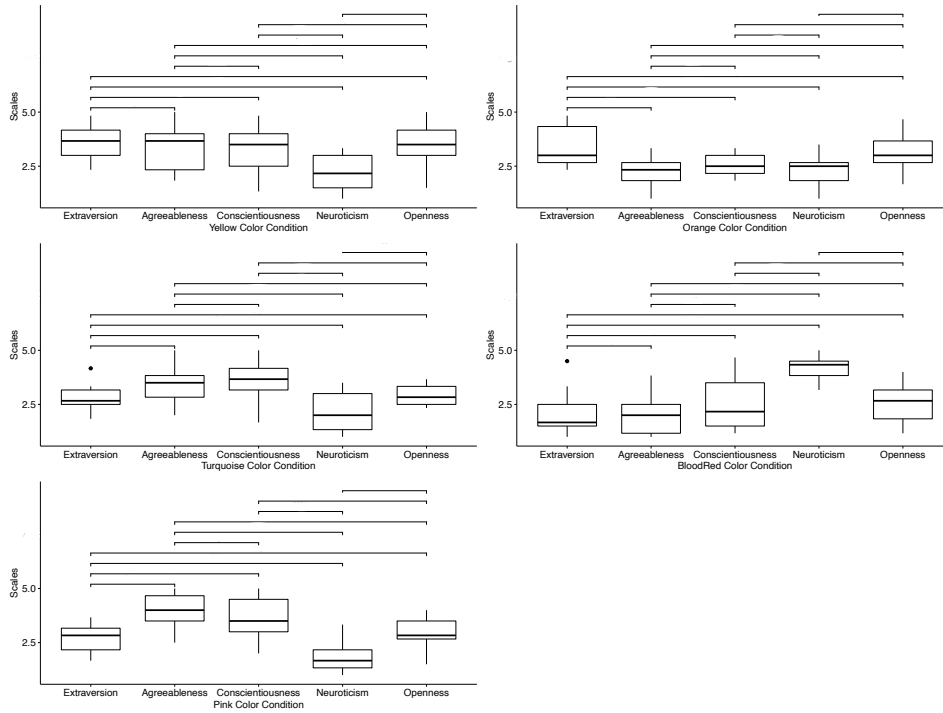 Scales
5.0
2.5
Extraversion Agreeableness Conscientiousness Neuroticism Openness
Yellow Color Condition
Scales
5.0
2.5
Extraversion Agreeableness Conscientiousness Neuroticism Openness
Orange Color Condition
Scales
5.0
2.5
Extraversion Agreeableness Conscientiousness Neuroticism Openness
Turquoise Color Condition
Scales
5.0
2.5
Extraversion Agreeableness Conscientiousness Neuroticism Openness
BloodRed Color Condition
Scales
5.0
2.5
Extraversion Agreeableness Conscientiousness Neuroticism Openness
Pink Color Condition